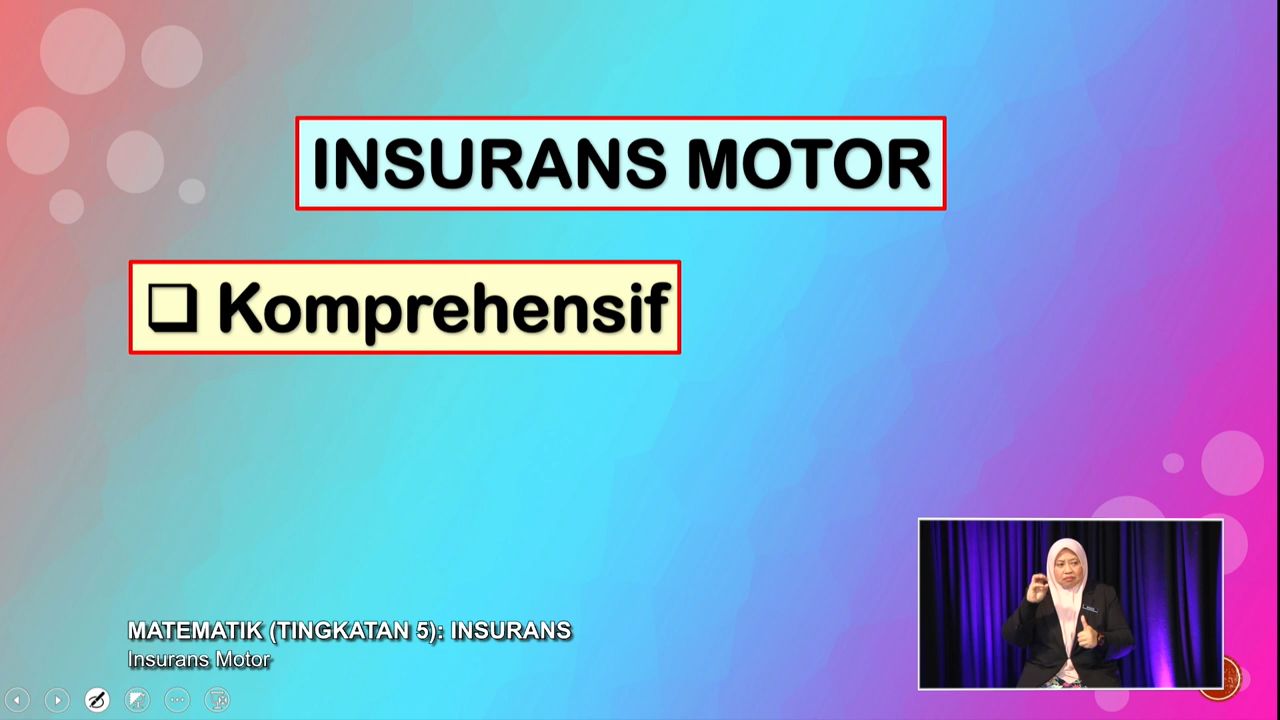 INSURANS MOTOR
Komprehensif
MATEMATIK (TINGKATAN 5): INSURANS
Insurans Motor